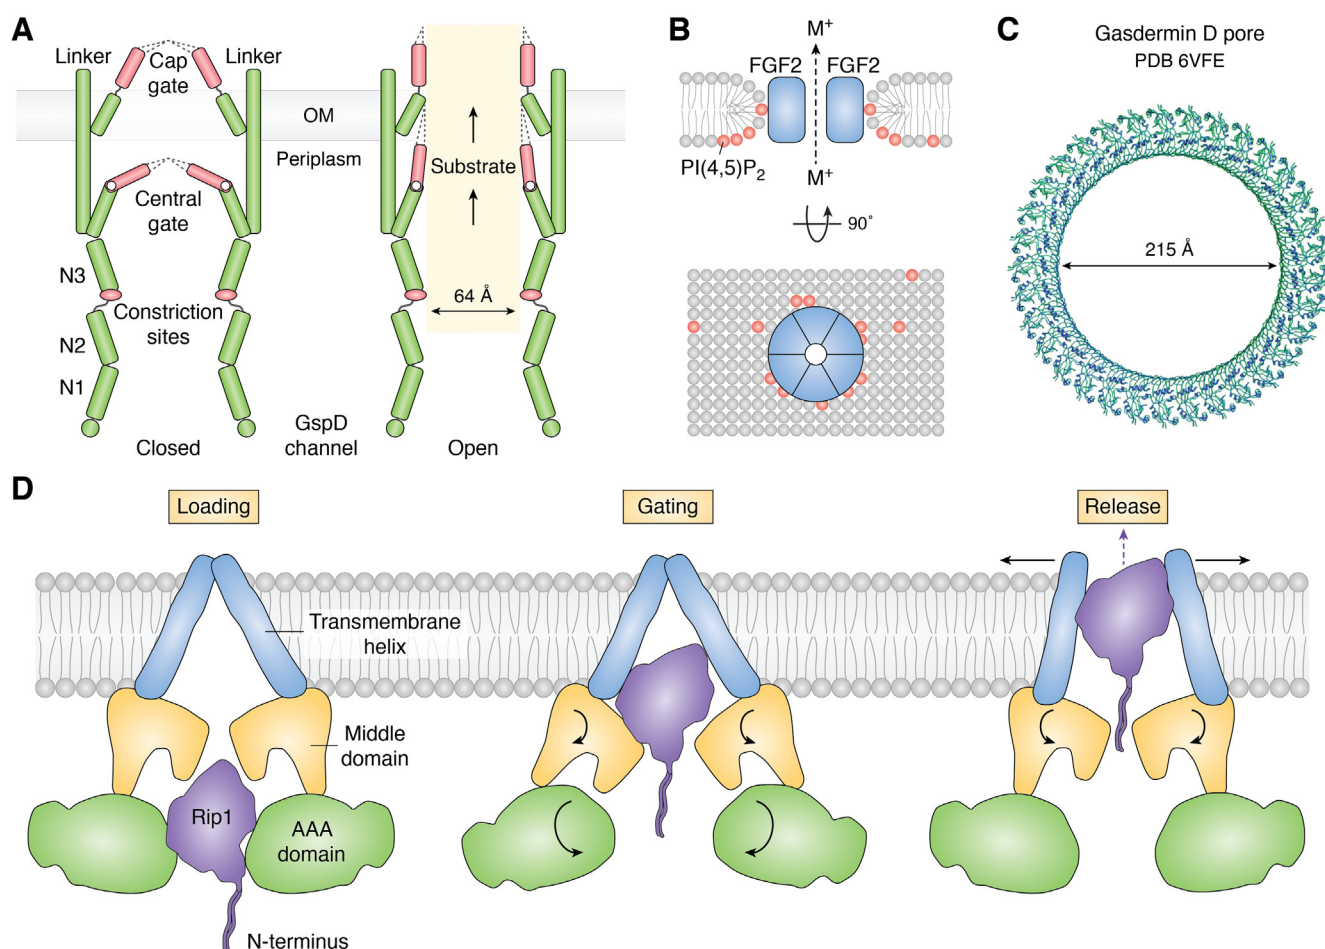 A
Linker
Cap
gate
Linker
OM
Periplasm
Substrate
Central
gate
N3
Constriction
sites
64 Å
N2
N1
Closed
GspD
channel
Open
B
M+
FGF2
FGF2
PI(4,5)P2
M+
90°
C
Gasdermin D pore
PDB 6VFE
215 Å
D
Loading
Gating
Release
Transmembrane
helix
Middle
domain
Rip1
AAA
domain
N-terminus